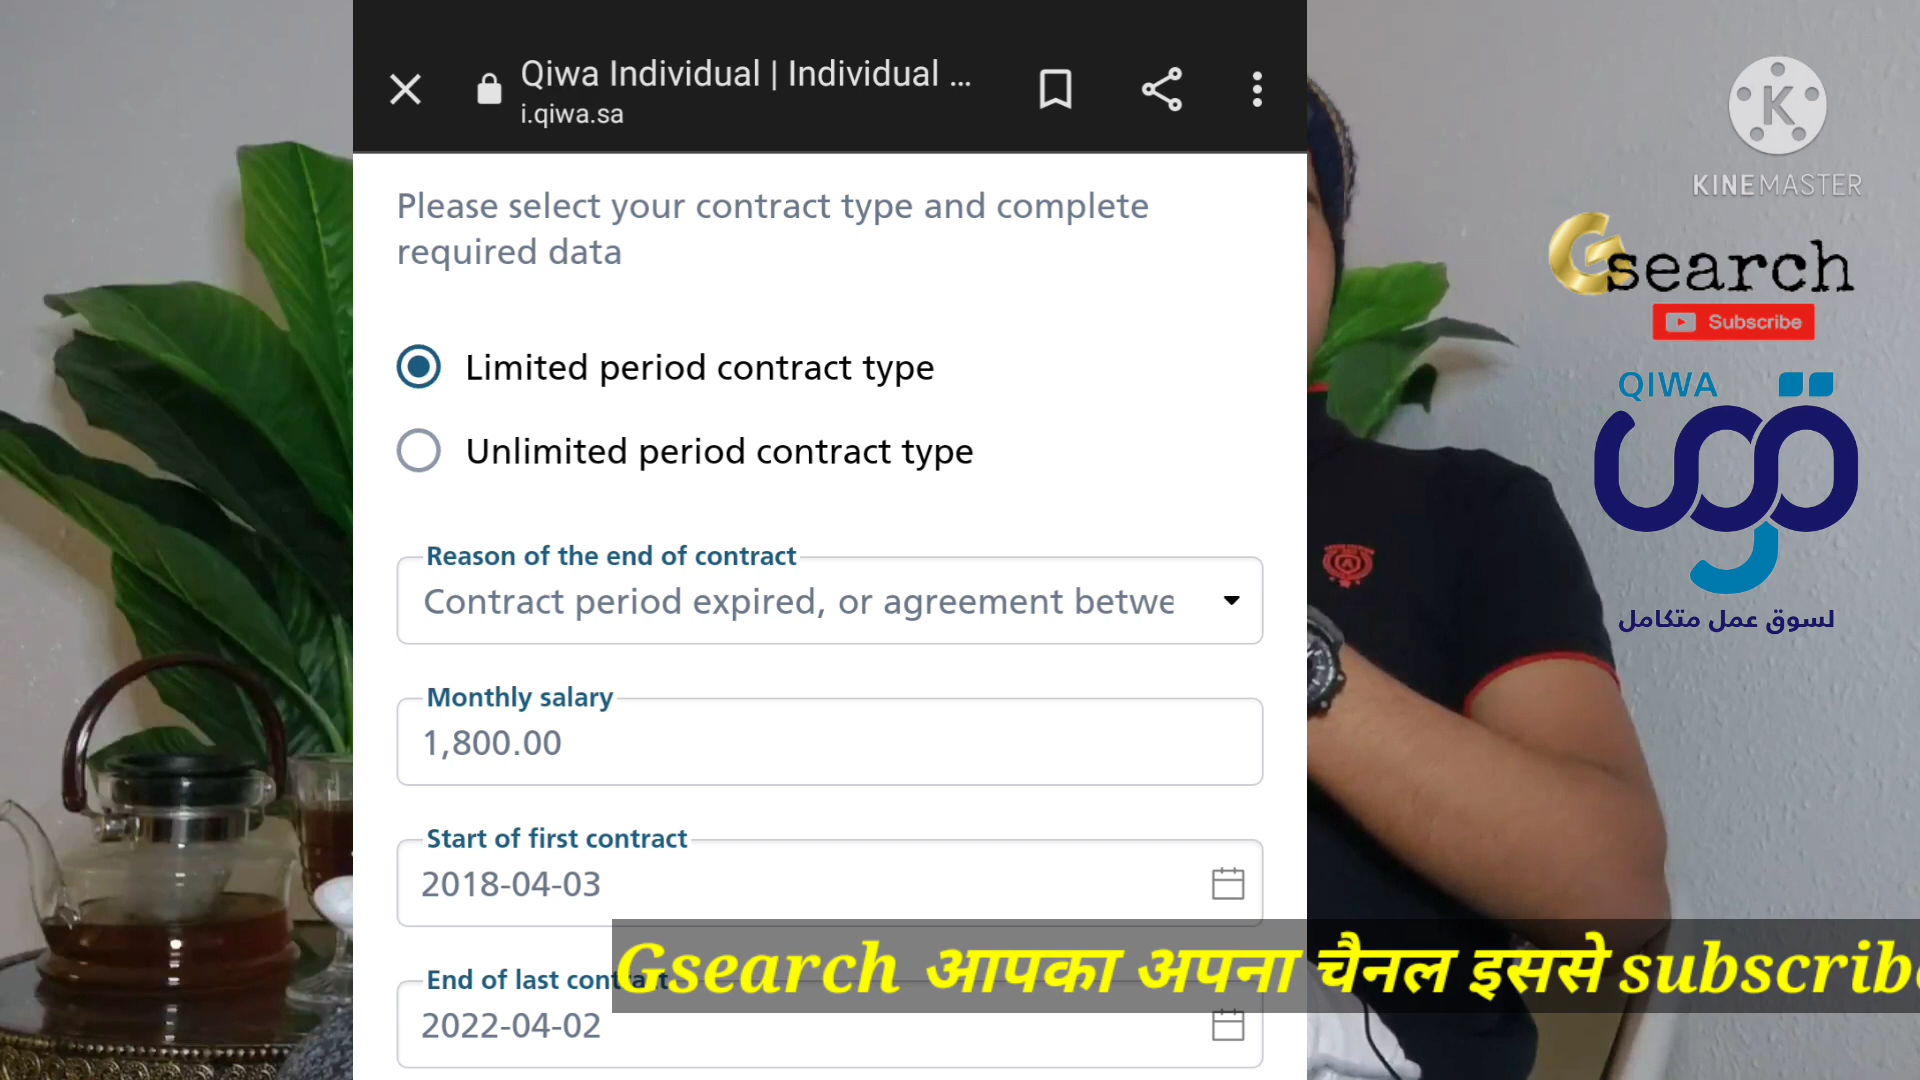 Qiwa Individual | Individual ...
i.qiwa.sa
Please select your contract type and complete
required data
Limited period contract type
Unlimited period contract type
Reason of the end of contract
Contract period expired, or agreement betwe
Monthly salary
1,800.00
Start of first contract
2018-04-03
End of last contract
2022-04-02
K
KINEMASTER
Gsearch
Subscribe
QIWA
قوى
لسوق عمل متكامل
Gsearch आपका अपना चैनल इससे subscribe